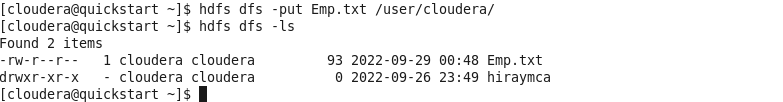 [cloudera@quickstart ~]$ hdfs dfs -put Emp.txt /user/cloudera/
[cloudera@quickstart ~]$ hdfs dfs -ls
Found 2 items
-rw-r--r--   1 cloudera cloudera         93 2022-09-29 00:48 Emp.txt
drwxr-xr-x   - cloudera cloudera          0 2022-09-26 23:49 hiraymca
[cloudera@quickstart ~]$